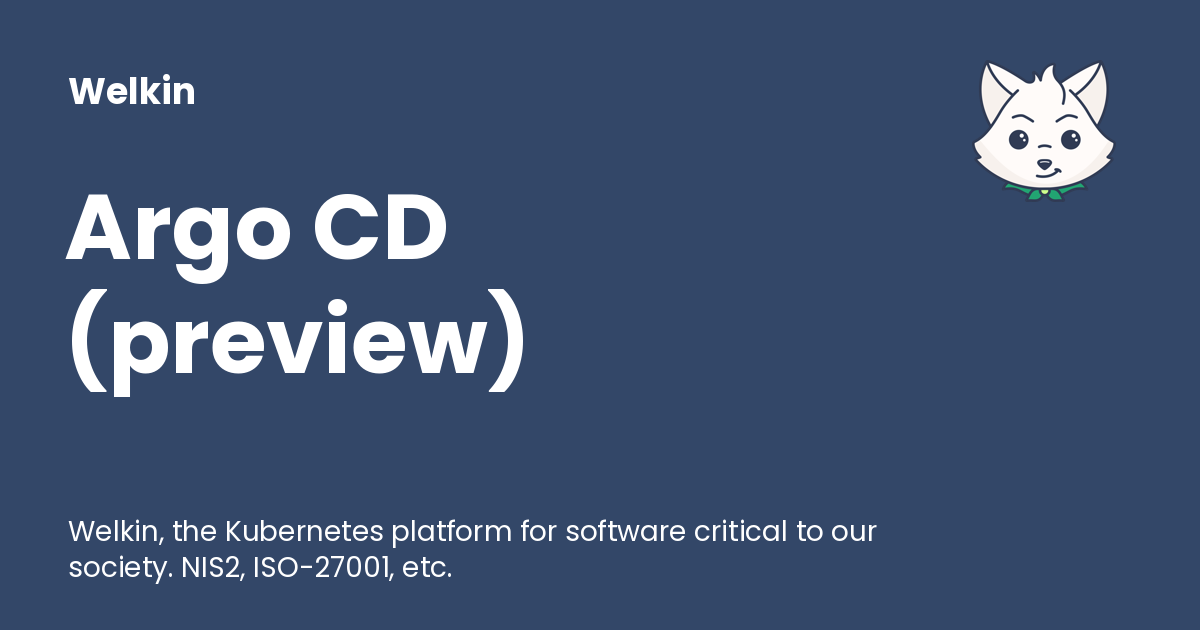 Welkin
Argo CD
(preview)
Welkin, the Kubernetes platform for software critical to our
society. NIS2, ISO-27001, etc.